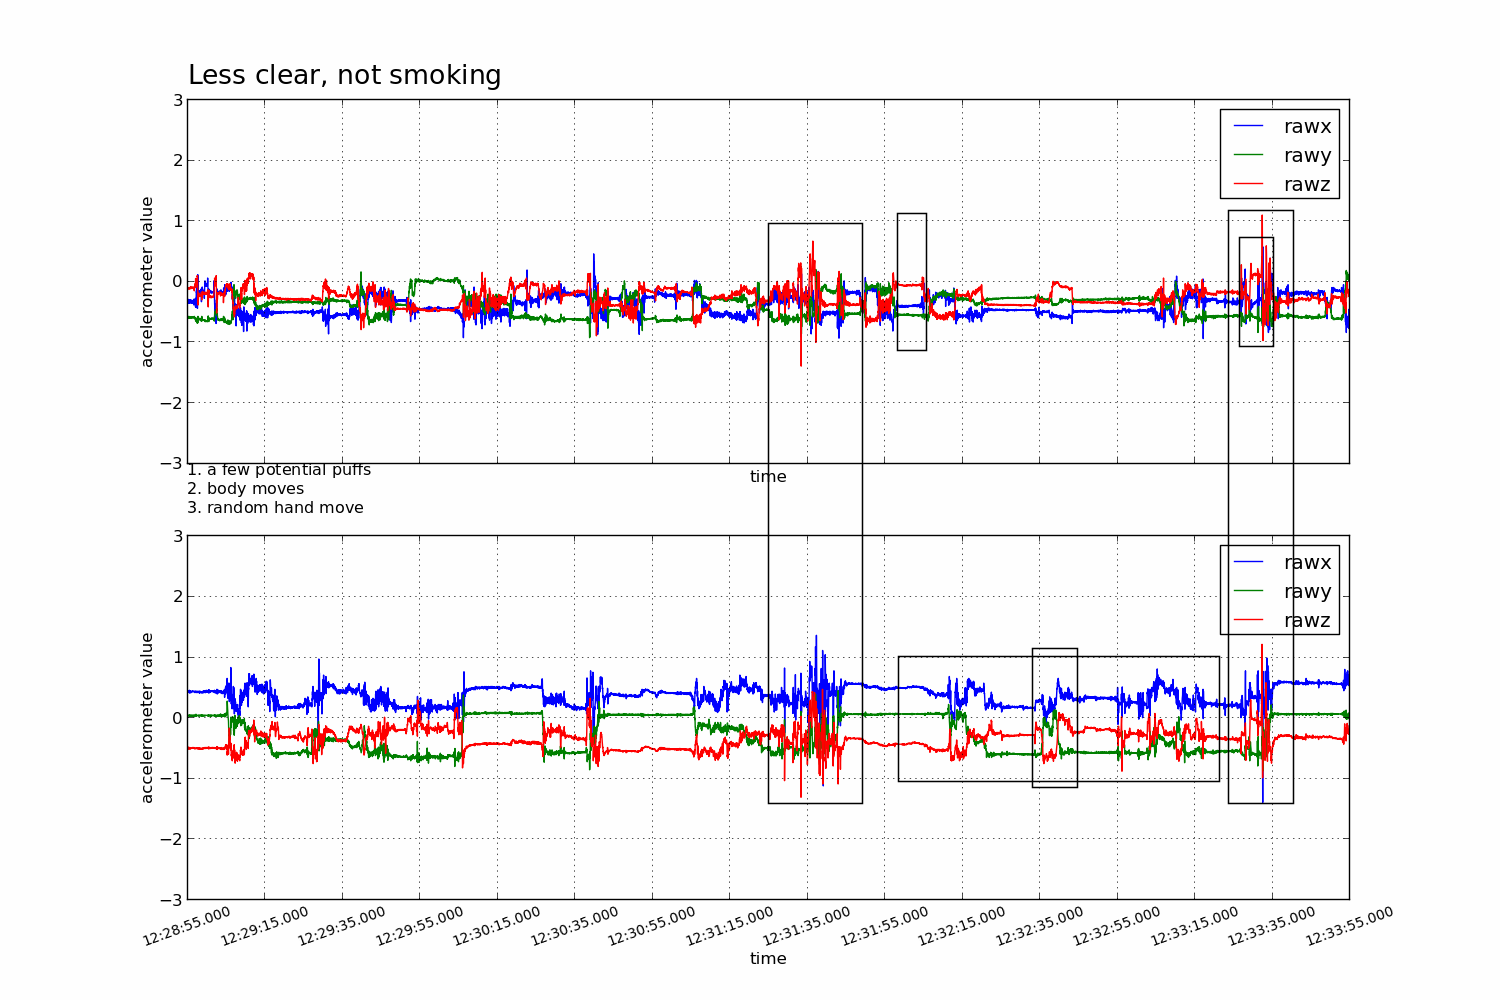 Less clear, not smoking
3
2
1
0
−1
−2
−3
accelerometer value
rawx
rawy
rawz
time
1. a few potential puffs
2. body moves
3. random hand move
3
2
1
0
−1
−2
−3
accelerometer value
rawx
rawy
rawz
12:28:55.000
12:29:15.000
12:29:35.000
12:29:55.000
12:30:15.000
12:30:35.000
12:30:55.000
12:31:15.000
12:31:35.000
12:31:55.000
12:32:15.000
12:32:35.000
12:32:55.000
12:33:15.000
12:33:35.000
12:33:55.000
time